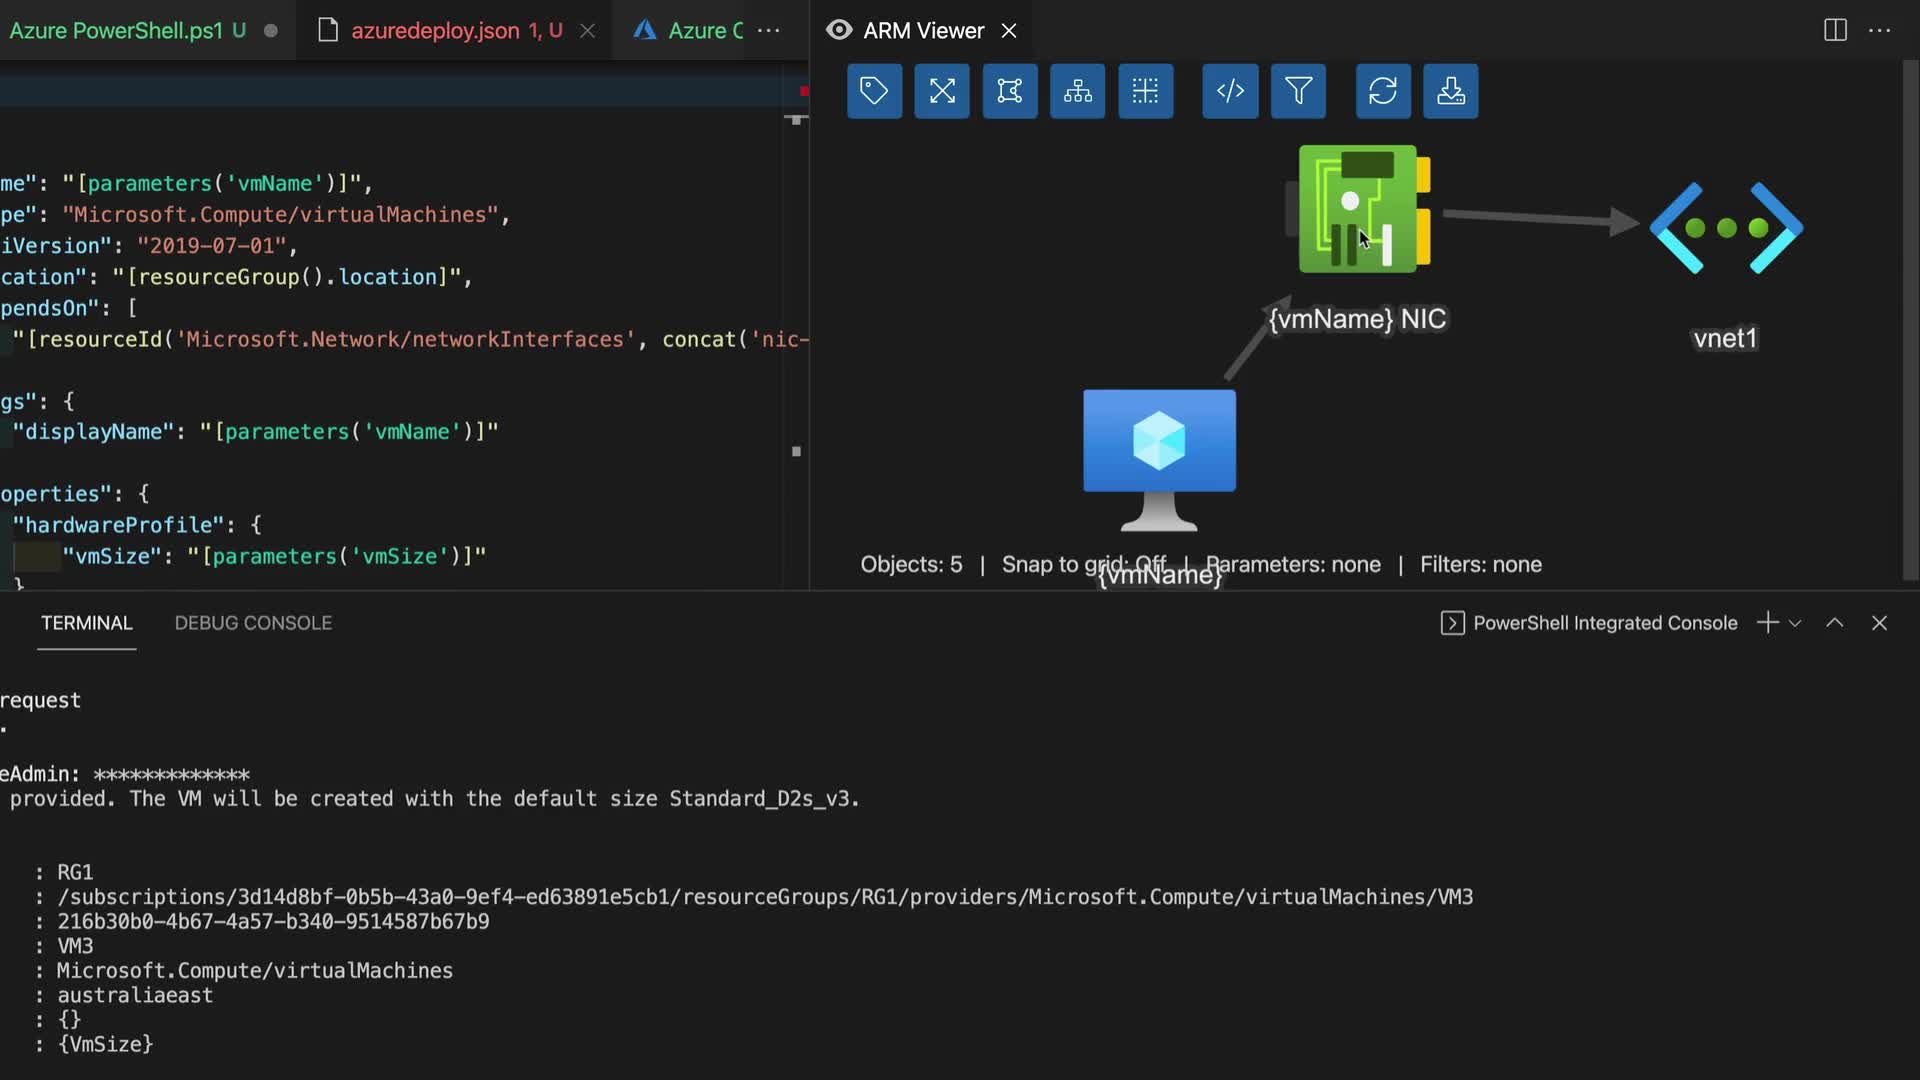 Azure PowerShell.ps1 U
azuredeploy.json 1, U
Azure C
ARM Viewer
me": "[parameters('vmName')]",
pe": "Microsoft.Compute/virtualMachines",
iVersion": "2019-07-01",
cation": "[resourceGroup().location]",
pendsOn": [
"[resourceId('Microsoft.Network/networkInterfaces', concat('nic-
gs": {
"displayName": "[parameters('vmName')]"
operties": {
"hardwareProfile": {
"vmSize": "[parameters('vmSize')]"
}
{vmName} NIC
vnet1
Objects: 5 | Snap to grid: Off | Parameters: none | Filters: none
{vmName}
TERMINAL
DEBUG CONSOLE
PowerShell Integrated Console
request
.
eAdmin: *************
provided. The VM will be created with the default size Standard_D2s_v3.
: RG1
: /subscriptions/3d14d8bf-0b5b-43a0-9ef4-ed63891e5cb1/resourceGroups/RG1/providers/Microsoft.Compute/virtualMachines/VM3
: 216b30b0-4b67-4a57-b340-9514587b67b9
: VM3
: Microsoft.Compute/virtualMachines
: australiaeast
: {}
: {VmSize}